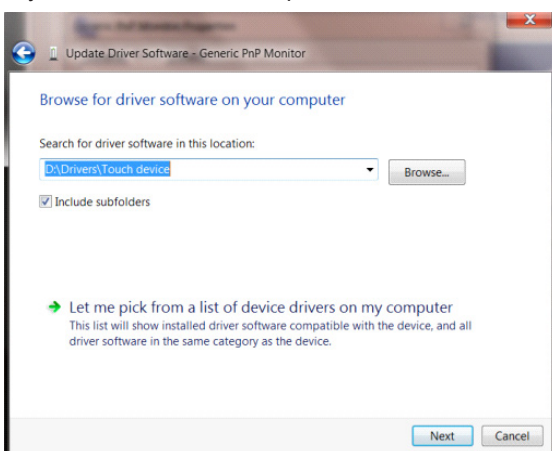 Update Driver Software - Generic PnP Monitor
Browse for driver software on your computer
Search for driver software in this location:
D:\Drivers\Touch device
Browse...
Include subfolders
Let me pick from a list of device drivers on my computer
This list will show installed driver software compatible with the device, and all
driver software in the same category as the device.
Next
Cancel